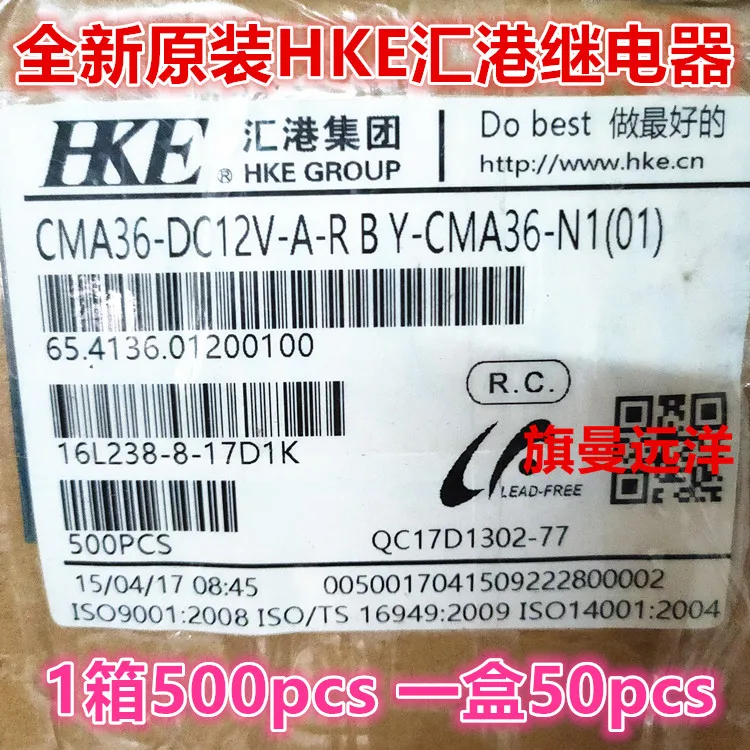 全新原装HKE汇港继电器
HKE ® 汇港集团 HKE GROUP
Do best 做最好的
http://www.hke.cn
CMA36-DC12V-A-R B Y-CMA36-N1(01)
65.4136.01200100
R.C.
16L238-8-17D1K
旗曼远洋
LEAD-FREE
500PCS
QC17D1302-77
15/04/17 08:45
0050017041509222800002
ISO9001:2008 ISO/TS 16949:2009 ISO14001:2004
1箱500pcs 一盒50pcs